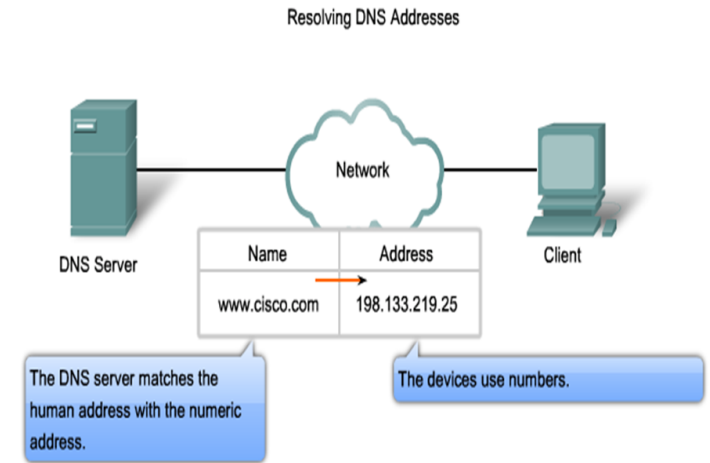 Resolving DNS Addresses
Network
DNS Server
Client
Name Address
www.cisco.com 198.133.219.25
The DNS server matches the
human address with the numeric
address.
The devices use numbers.